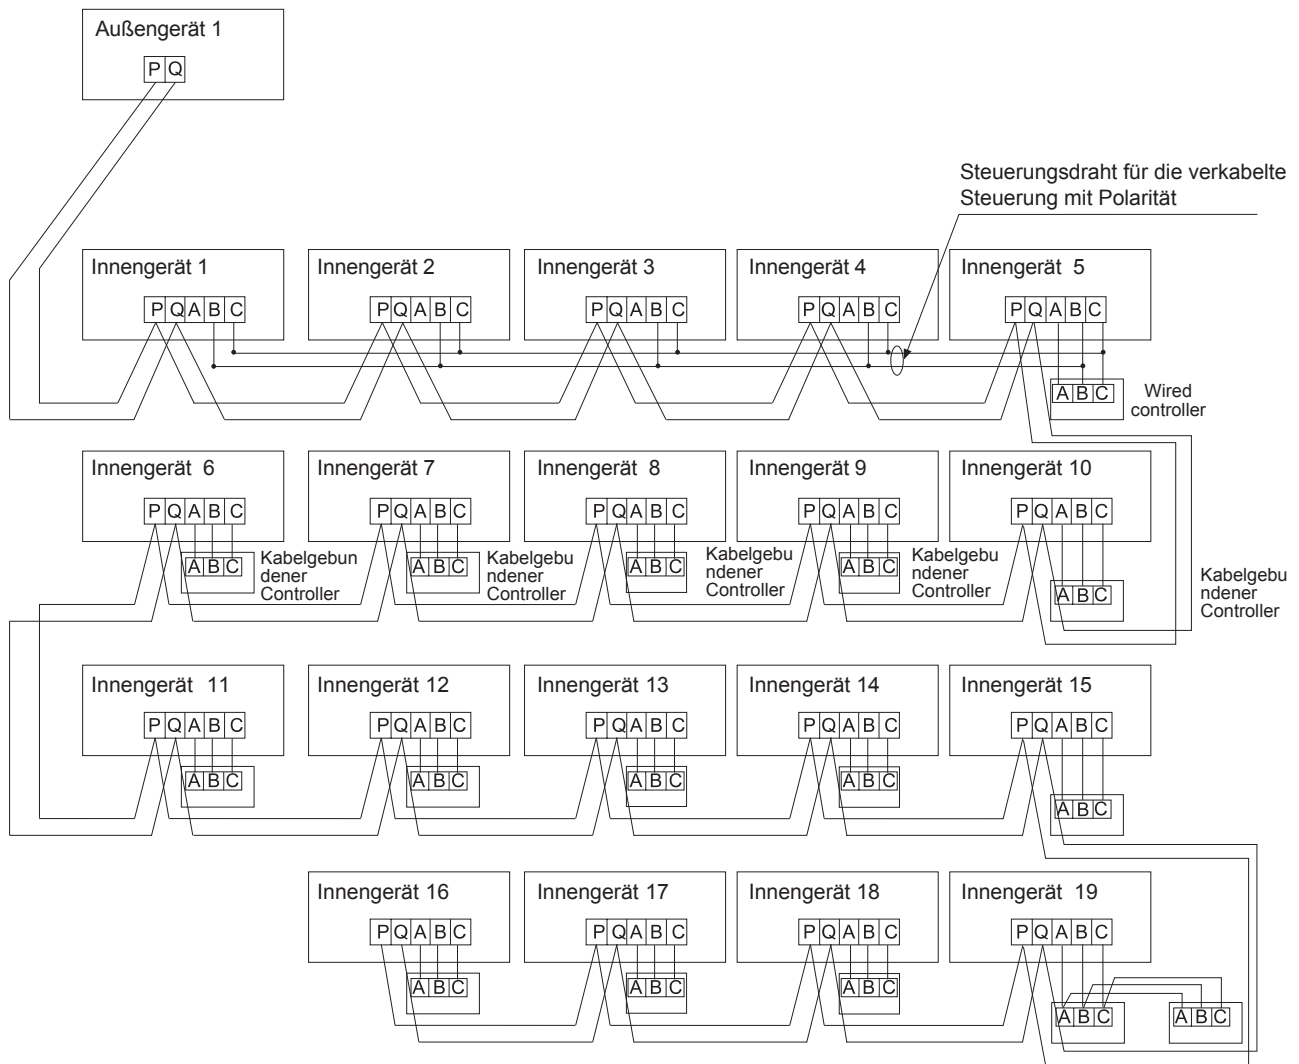 Außengerät 1
P Q
Steuerungsdraht für die verkabelte
Steuerung mit Polarität
Innengerät 1
P Q A B C
Innengerät 2
P Q A B C
Innengerät 3
P Q A B C
Innengerät 4
P Q A B C
Innengerät 5
P Q A B C
A B C
Wired
controller
Innengerät 6
P Q A B C
A B C
Kabelgebun
dener
Controller
Innengerät 7
P Q A B C
A B C
Kabelgebu
ndener
Controller
Innengerät 8
P Q A B C
A B C
Kabelgebu
ndener
Controller
Innengerät 9
P Q A B C
A B C
Kabelgebu
ndener
Controller
Innengerät 10
P Q A B C
A B C
Kabelgebu
ndener
Controller
Innengerät 11
P Q A B C
A B C
Innengerät 12
P Q A B C
A B C
Innengerät 13
P Q A B C
A B C
Innengerät 14
P Q A B C
A B C
Innengerät 15
P Q A B C
A B C
Innengerät 16
P Q A B C
A B C
Innengerät 17
P Q A B C
A B C
Innengerät 18
P Q A B C
A B C
Innengerät 19
P Q A B C
A B C
A B C